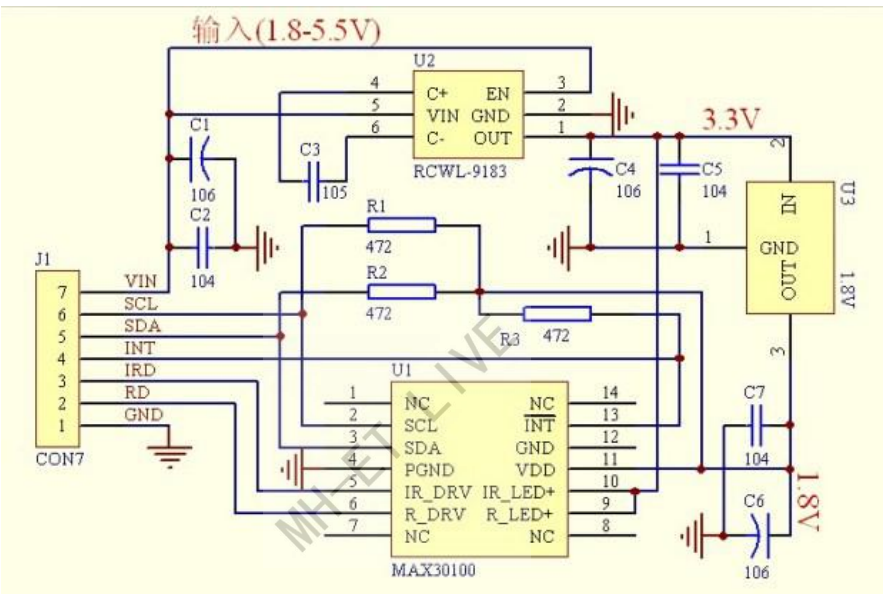 输入(1.8-5.5V)
U2
4 C+ EN 3
5 VIN GND 2
6 C- OUT 1
RCWL-9183
3.3V
C1
106
C2
104
C3
105
C4
106
C5
104
2
U3
IN
1 GND
OUT
1.8V
3
R1
472
R2
472
R3
472
J1
7 VIN
6 SCL
5 SDA
4 INT
3 IRD
2 RD
1 GND
CON7
U1
1 NC NC 14
2 SCL INT 13
3 SDA GND 12
4 PGND VDD 11
5 IR_DRV IR_LED+ 10
6 R_DRV R_LED+ 9
7 NC NC 8
MAX30100
C7
104
C6
106
1.8V
MH-ET LIVE